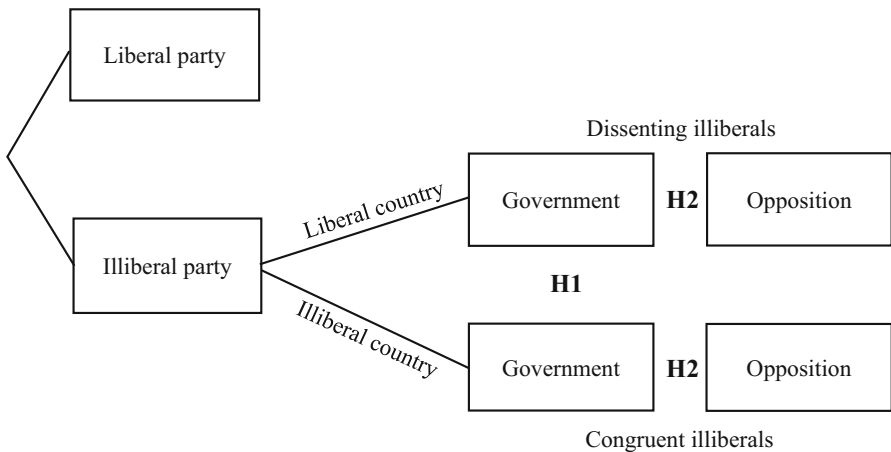 Liberal party
Dissenting illiberals
Liberal country
Government
H2
Opposition
Illiberal party
H1
Illiberal country
Government
H2
Opposition
Congruent illiberals